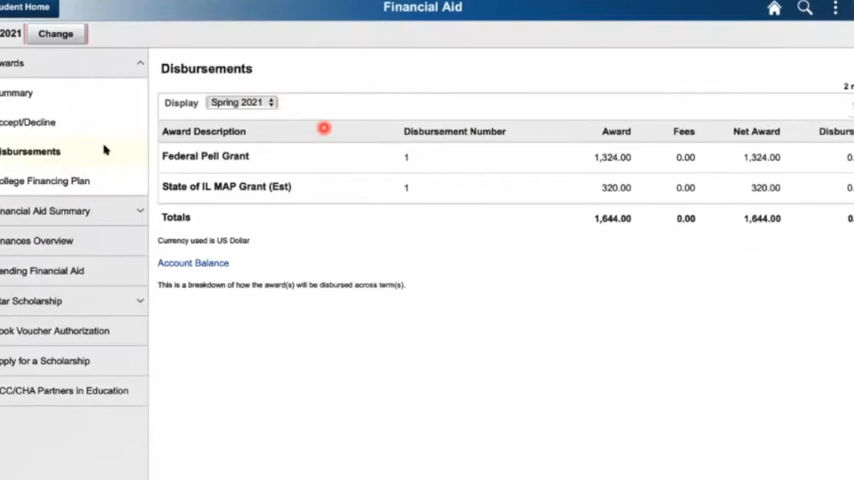 tudent Home
Financial Aid
2021 Change
wards
ummary
ccept/Decline
isbursements
ollege Financing Plan
nancial Aid Summary
nances Overview
ending Financial Aid
tar Scholarship
ook Voucher Authorization
pply for a Scholarship
CC/CHA Partners in Education
Disbursements
2 r
Display Spring 2021
Award Description Disbursement Number Award Fees Net Award Disburs
Federal Pell Grant 1 1,324.00 0.00 1,324.00 0.
State of IL MAP Grant (Est) 1 320.00 0.00 320.00 0.
Totals 1,644.00 0.00 1,644.00 0.
Currency used is US Dollar
Account Balance
This is a breakdown of how the award(s) will be disbursed across term(s).